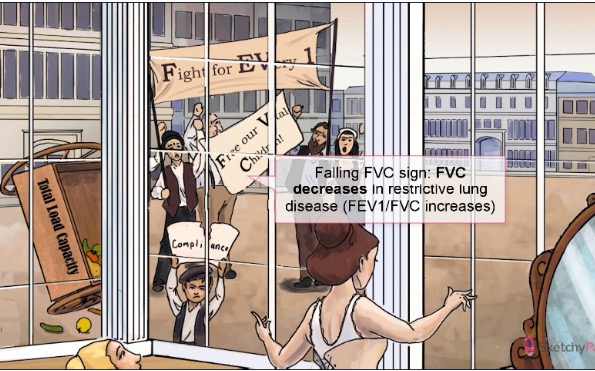 Fight for EVery 1
Free our Vital
Children!
Falling FVC sign: FVC
decreases in restrictive lung
disease (FEV1/FVC increases)
Total Load Capacity
Compliance